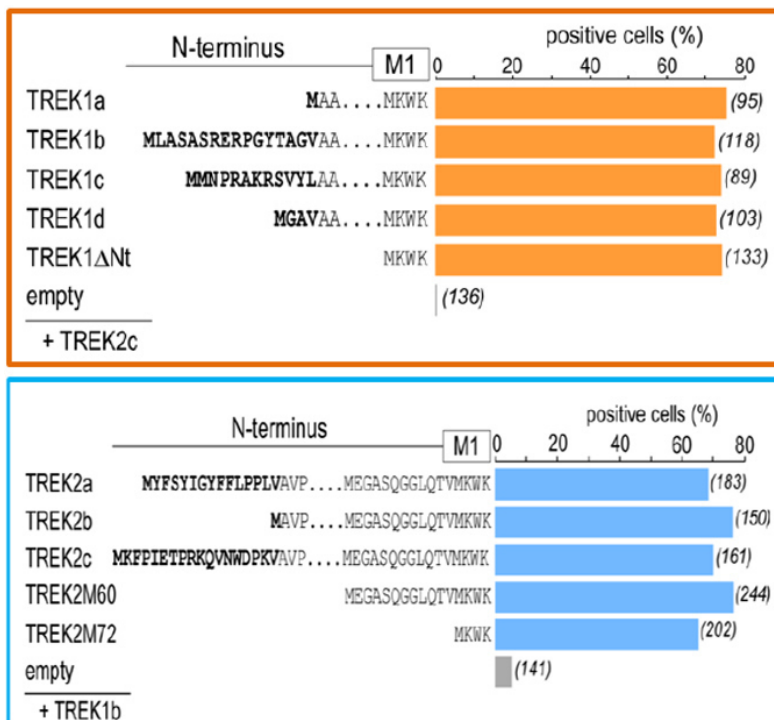 positive cells (%)
N-terminus M1 0 20 40 60 80
TREK1a MAA....MKWK (95)
TREK1b MLASASRERPGYTAGVAA....MKWK (118)
TREK1c MMNPRAKRSVYLAA....MKWK (89)
TREK1d MGAVAA....MKWK (103)
TREK1ΔNt MKWK (133)
empty (136)
+ TREK2c
positive cells (%)
N-terminus M1 0 20 40 60 80
TREK2a MYFSYIGYFFLPPLVAVP....MEGASQGGLQTVMKWK (183)
TREK2b MAVP....MEGASQGGLQTVMKWK (150)
TREK2c MKFPIETPRKQVNWDPKVAVP....MEGASQGGLQTVMKWK (161)
TREK2M60 MEGASQGGLQTVMKWK (244)
TREK2M72 MKWK (202)
empty (141)
+ TREK1b